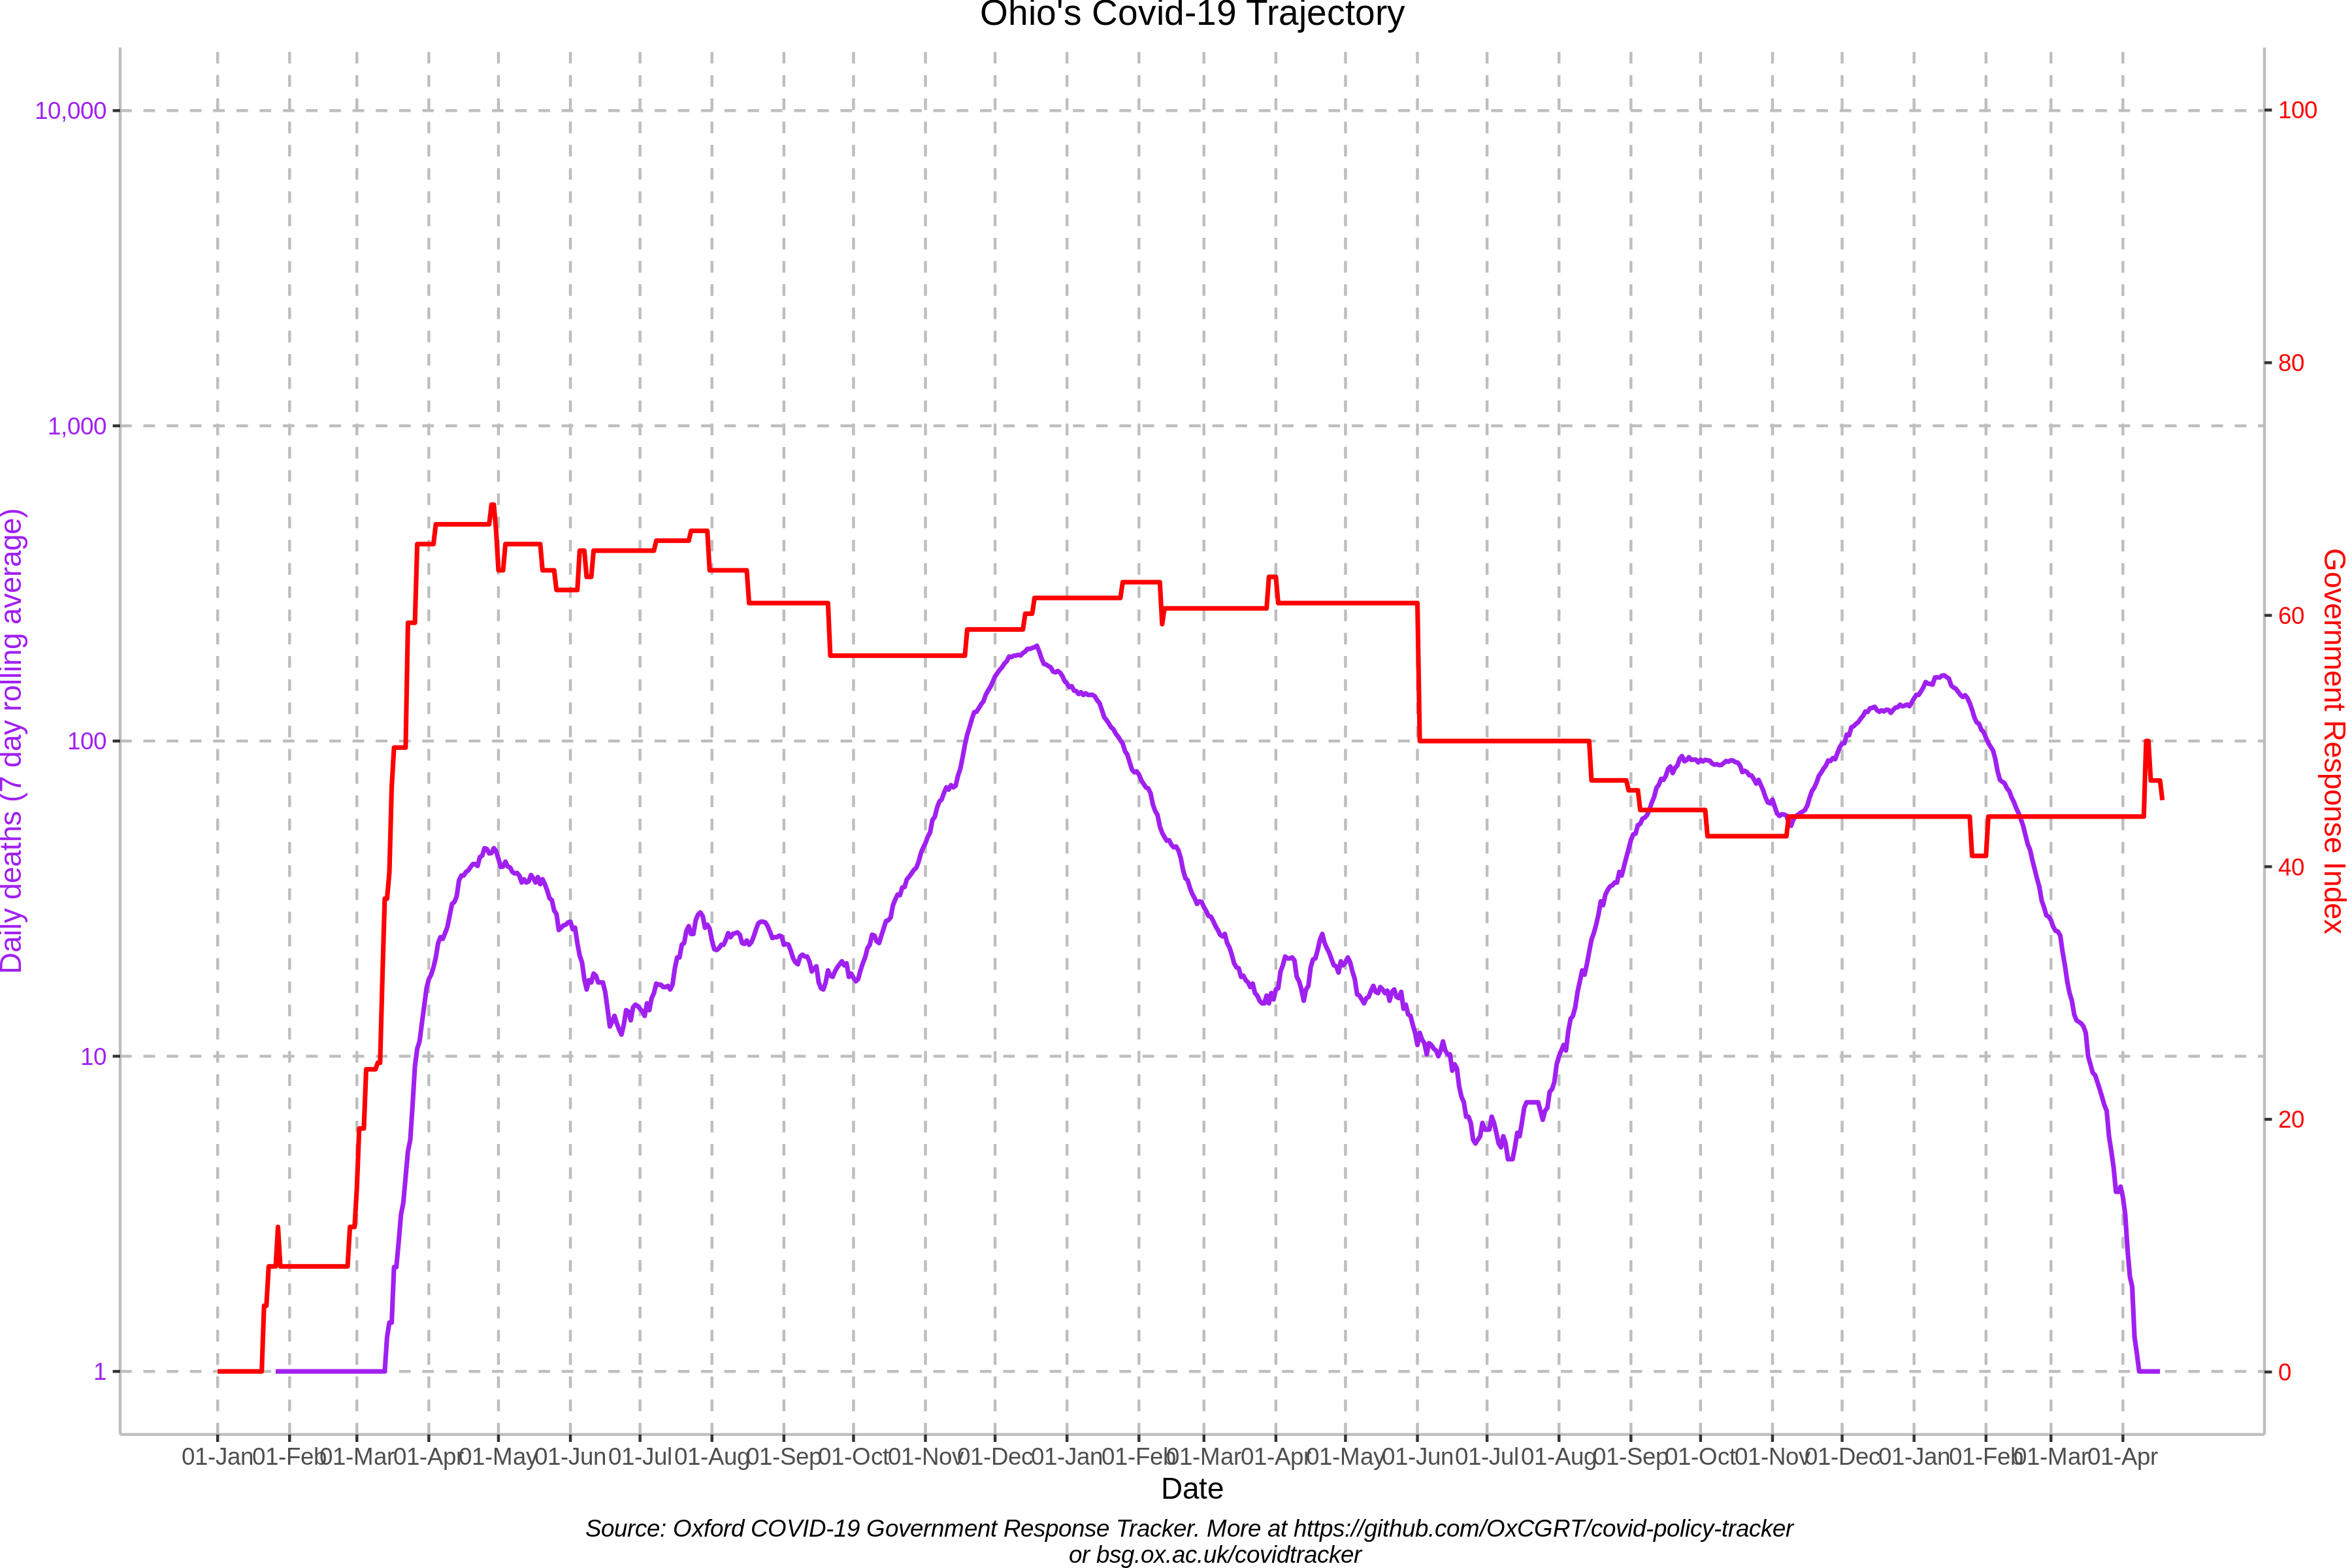 Ohio's Covid-19 Trajectory
10,000
1,000
100
10
1
Daily deaths (7 day rolling average)
100
80
60
40
20
0
Government Response Index
01-Jan 01-Feb 01-Mar 01-Apr 01-May 01-Jun 01-Jul 01-Aug 01-Sep 01-Oct 01-Nov 01-Dec 01-Jan 01-Feb 01-Mar 01-Apr 01-May 01-Jun 01-Jul 01-Aug 01-Sep 01-Oct 01-Nov 01-Dec 01-Jan 01-Feb 01-Mar 01-Apr
Date
Source: Oxford COVID-19 Government Response Tracker. More at https://github.com/OxCGRT/covid-policy-tracker
or bsg.ox.ac.uk/covidtracker